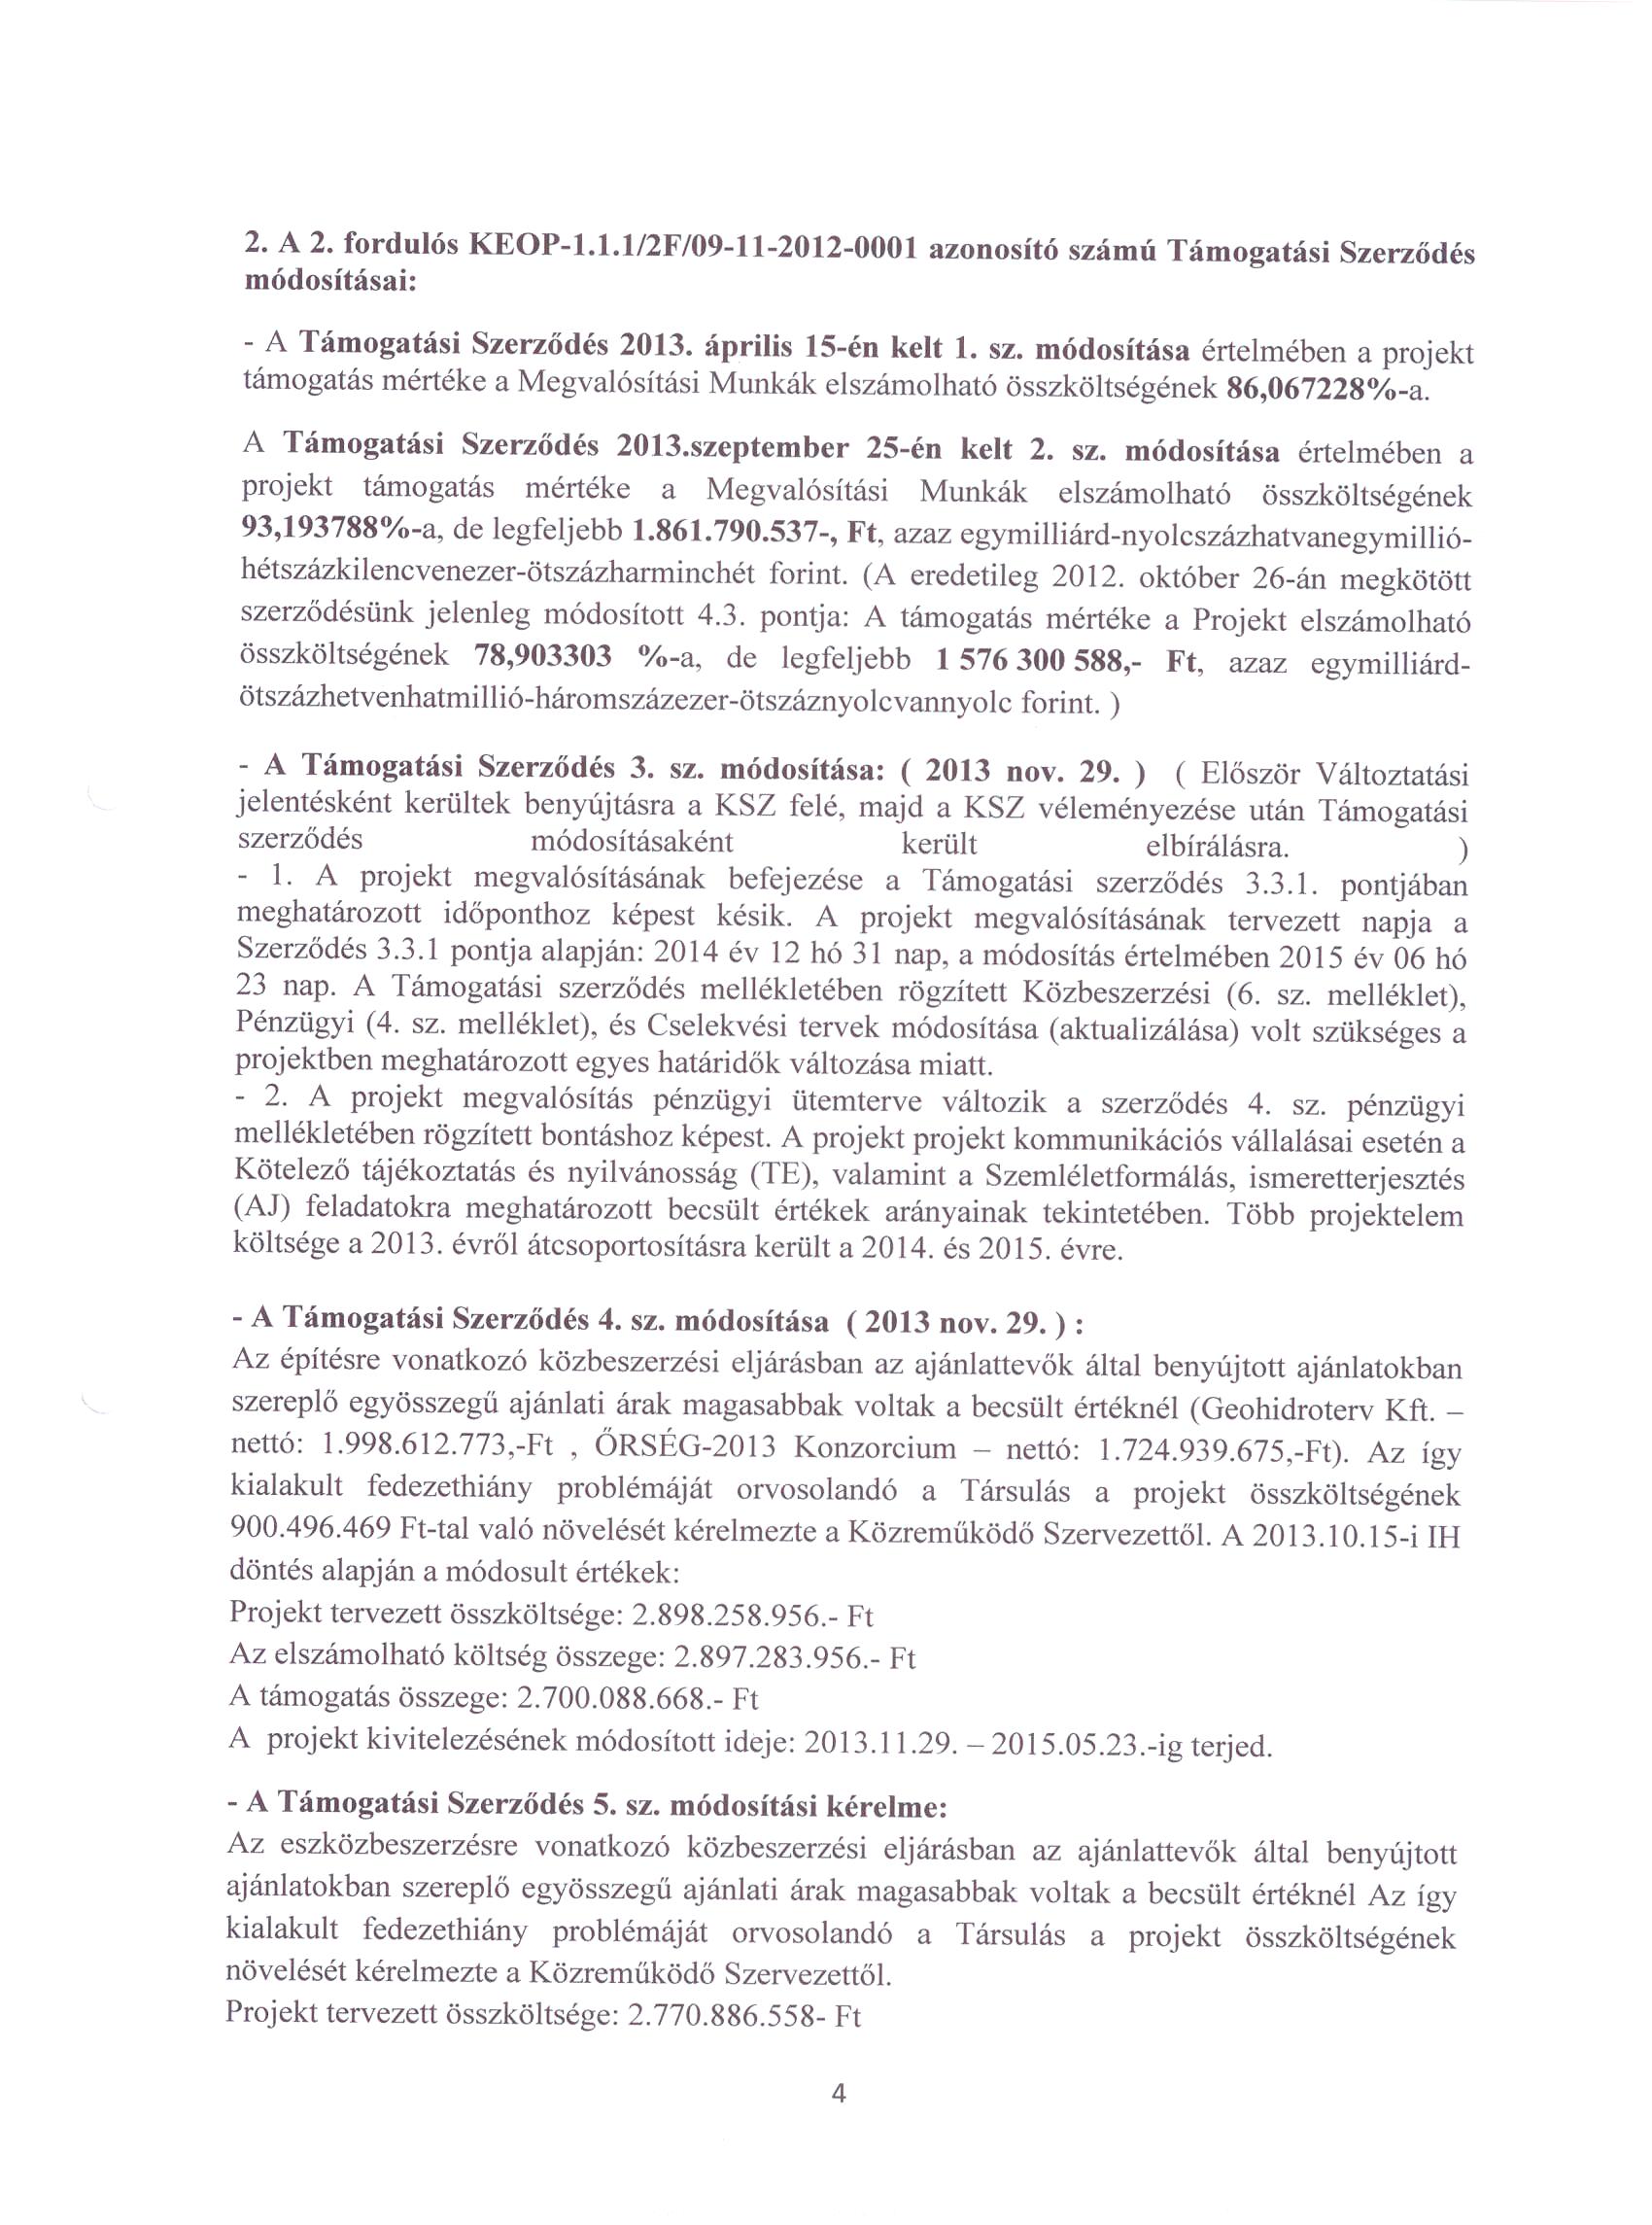 2. A 2. fordulós KEOP-1.1.1/2F/09-11-2012-0001 azonosító számú Támogatási Szerződés
módosításai:
- A Támogatási Szerződés 2013. április 15-én kelt 1. sz. módosítása értelmében a projekt
támogatás mértéke a Megvalósítási Munkák elszámolható összköltségének 86,067228%-a.
A Támogatási Szerződés 2013.szeptember 25-én kelt 2. sz. módosítása értelmében a
projekt támogatás mértéke a Megvalósítási Munkák elszámolható összköltségének
93,193788%-a, de legfeljebb 1.861.790.537-, Ft, azaz egymilliárd-nyolcszázhatvanegymillió-
hétszázkilencvenezer-ötszázharminchét forint. (A eredetileg 2012. október 26-án megkötött
szerződésünk jelenleg módosított 4.3. pontja: A támogatás mértéke a Projekt elszámolható
összköltségének 78,903303 %-a, de legfeljebb 1 576 300 588,- Ft, azaz egymilliárd-
ötszázhetvenhatmillió-háromszázezer-ötszáznyolcvannyolc forint. )
- A Támogatási Szerződés 3. sz. módosítása: ( 2013 nov. 29. ) ( Először Változtatási
jelentésként kerültek benyújtásra a KSZ felé, majd a KSZ véleményezése után Támogatási
szerződés módosításaként került elbírálásra. )
- 1. A projekt megvalósításának befejezése a Támogatási szerződés 3.3.1. pontjában
meghatározott időponthoz képest késik. A projekt megvalósításának tervezett napja a
Szerződés 3.3.1 pontja alapján: 2014 év 12 hó 31 nap, a módosítás értelmében 2015 év 06 hó
23 nap. A Támogatási szerződés mellékletében rögzített Közbeszerzési (6. sz. melléklet),
Pénzügyi (4. sz. melléklet), és Cselekvési tervek módosítása (aktualizálása) volt szükséges a
projektben meghatározott egyes határidők változása miatt.
- 2. A projekt megvalósítás pénzügyi ütemterve változik a szerződés 4. sz. pénzügyi
mellékletében rögzített bontáshoz képest. A projekt projekt kommunikációs vállalásai esetén a
Kötelező tájékoztatás és nyilvánosság (TE), valamint a Szemléletformálás, ismeretterjesztés
(AJ) feladatokra meghatározott becsült értékek arányainak tekintetében. Több projektelem
költsége a 2013. évről átcsoportosításra került a 2014. és 2015. évre.
- A Támogatási Szerződés 4. sz. módosítása ( 2013 nov. 29. ) :
Az építésre vonatkozó közbeszerzési eljárásban az ajánlattevők által benyújtott ajánlatokban
szereplő egyösszegű ajánlati árak magasabbak voltak a becsült értéknél (Geohidroterv Kft. –
nettó: 1.998.612.773,-Ft , ŐRSÉG-2013 Konzorcium – nettó: 1.724.939.675,-Ft). Az így
kialakult fedezethiány problémáját orvosolandó a Társulás a projekt összköltségének
900.496.469 Ft-tal való növelését kérelmezte a Közreműködő Szervezettől. A 2013.10.15-i IH
döntés alapján a módosult értékek:
Projekt tervezett összköltsége: 2.898.258.956.- Ft
Az elszámolható költség összege: 2.897.283.956.- Ft
A támogatás összege: 2.700.088.668.- Ft
A projekt kivitelezésének módosított ideje: 2013.11.29. – 2015.05.23.-ig terjed.
- A Támogatási Szerződés 5. sz. módosítási kérelme:
Az eszközbeszerzésre vonatkozó közbeszerzési eljárásban az ajánlattevők által benyújtott
ajánlatokban szereplő egyösszegű ajánlati árak magasabbak voltak a becsült értéknél Az így
kialakult fedezethiány problémáját orvosolandó a Társulás a projekt összköltségének
növelését kérelmezte a Közreműködő Szervezettől.
Projekt tervezett összköltsége: 2.770.886.558- Ft
4